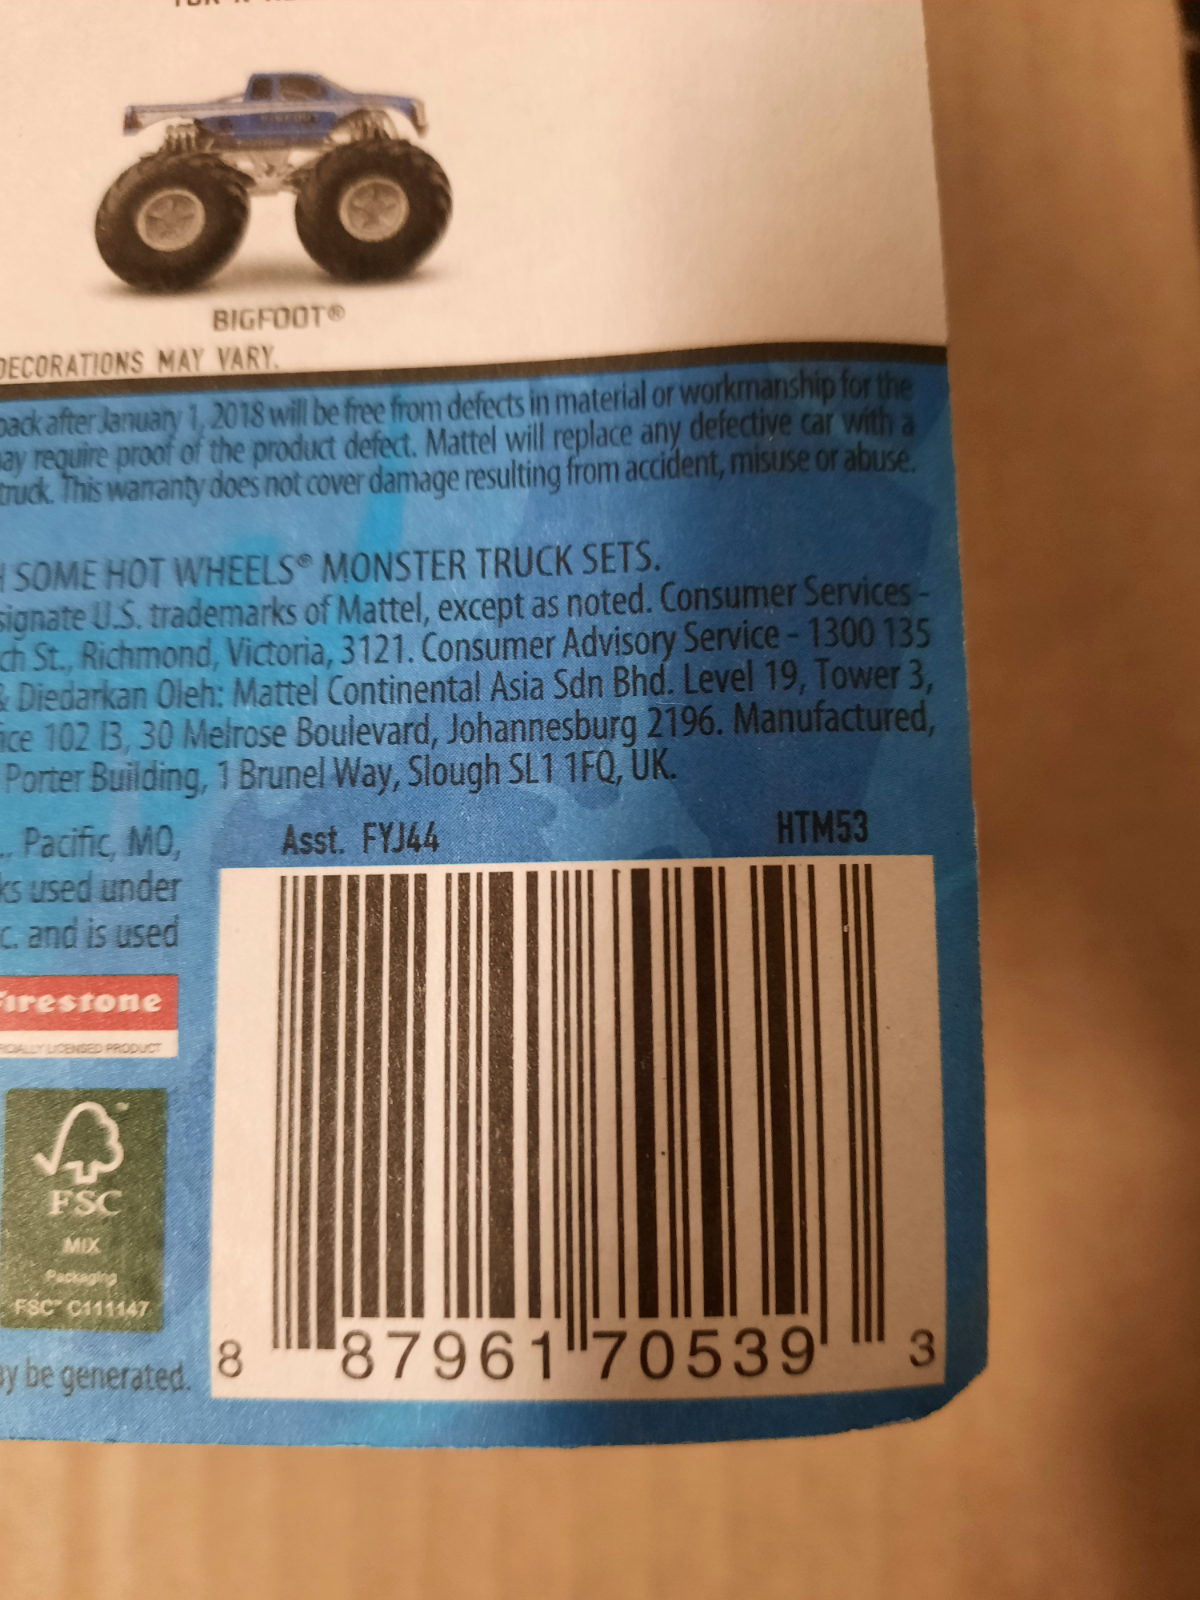 BIGFOOT®
DECORATIONS MAY VARY.
back after January 1, 2018 will be free from defects in material or workmanship for the
may require proof of the product defect. Mattel will replace any defective car with a
truck. This warranty does not cover damage resulting from accident, misuse or abuse.
SOME HOT WHEELS® MONSTER TRUCK SETS.
signate U.S. trademarks of Mattel, except as noted. Consumer Services -
ch St., Richmond, Victoria, 3121. Consumer Advisory Service - 1300 135
& Diedarkan Oleh: Mattel Continental Asia Sdn Bhd. Level 19, Tower 3,
ice 102 I3, 30 Melrose Boulevard, Johannesburg 2196. Manufactured,
Porter Building, 1 Brunel Way, Slough SL1 1FQ, UK.
Asst. FYJ44
HTM53
., Pacific, MO,
ks used under
c. and is used
Firestone
ICIALLY LICENSED PRODUCT
FSC
MIX
Packaging
FSC™ C111147
ay be generated.
8 87961 70539 3